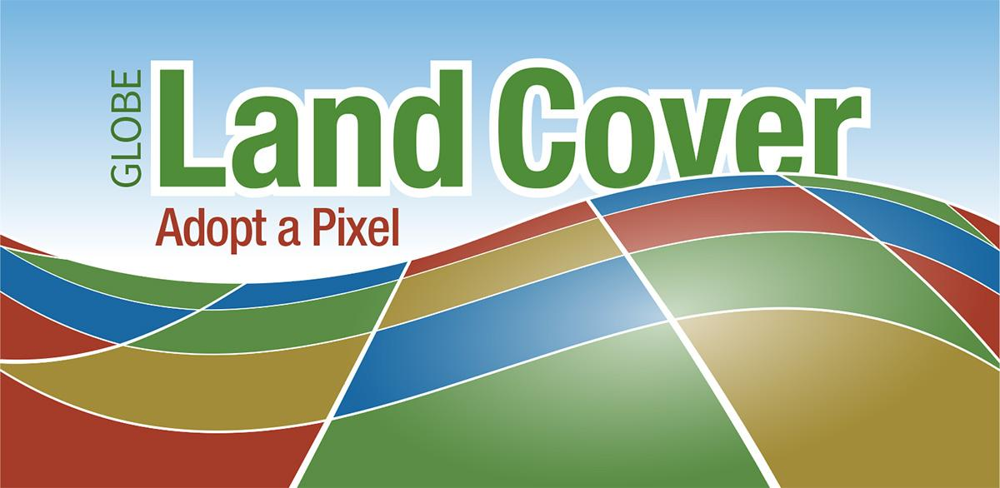 GLOBE
Land Cover
Adopt a Pixel